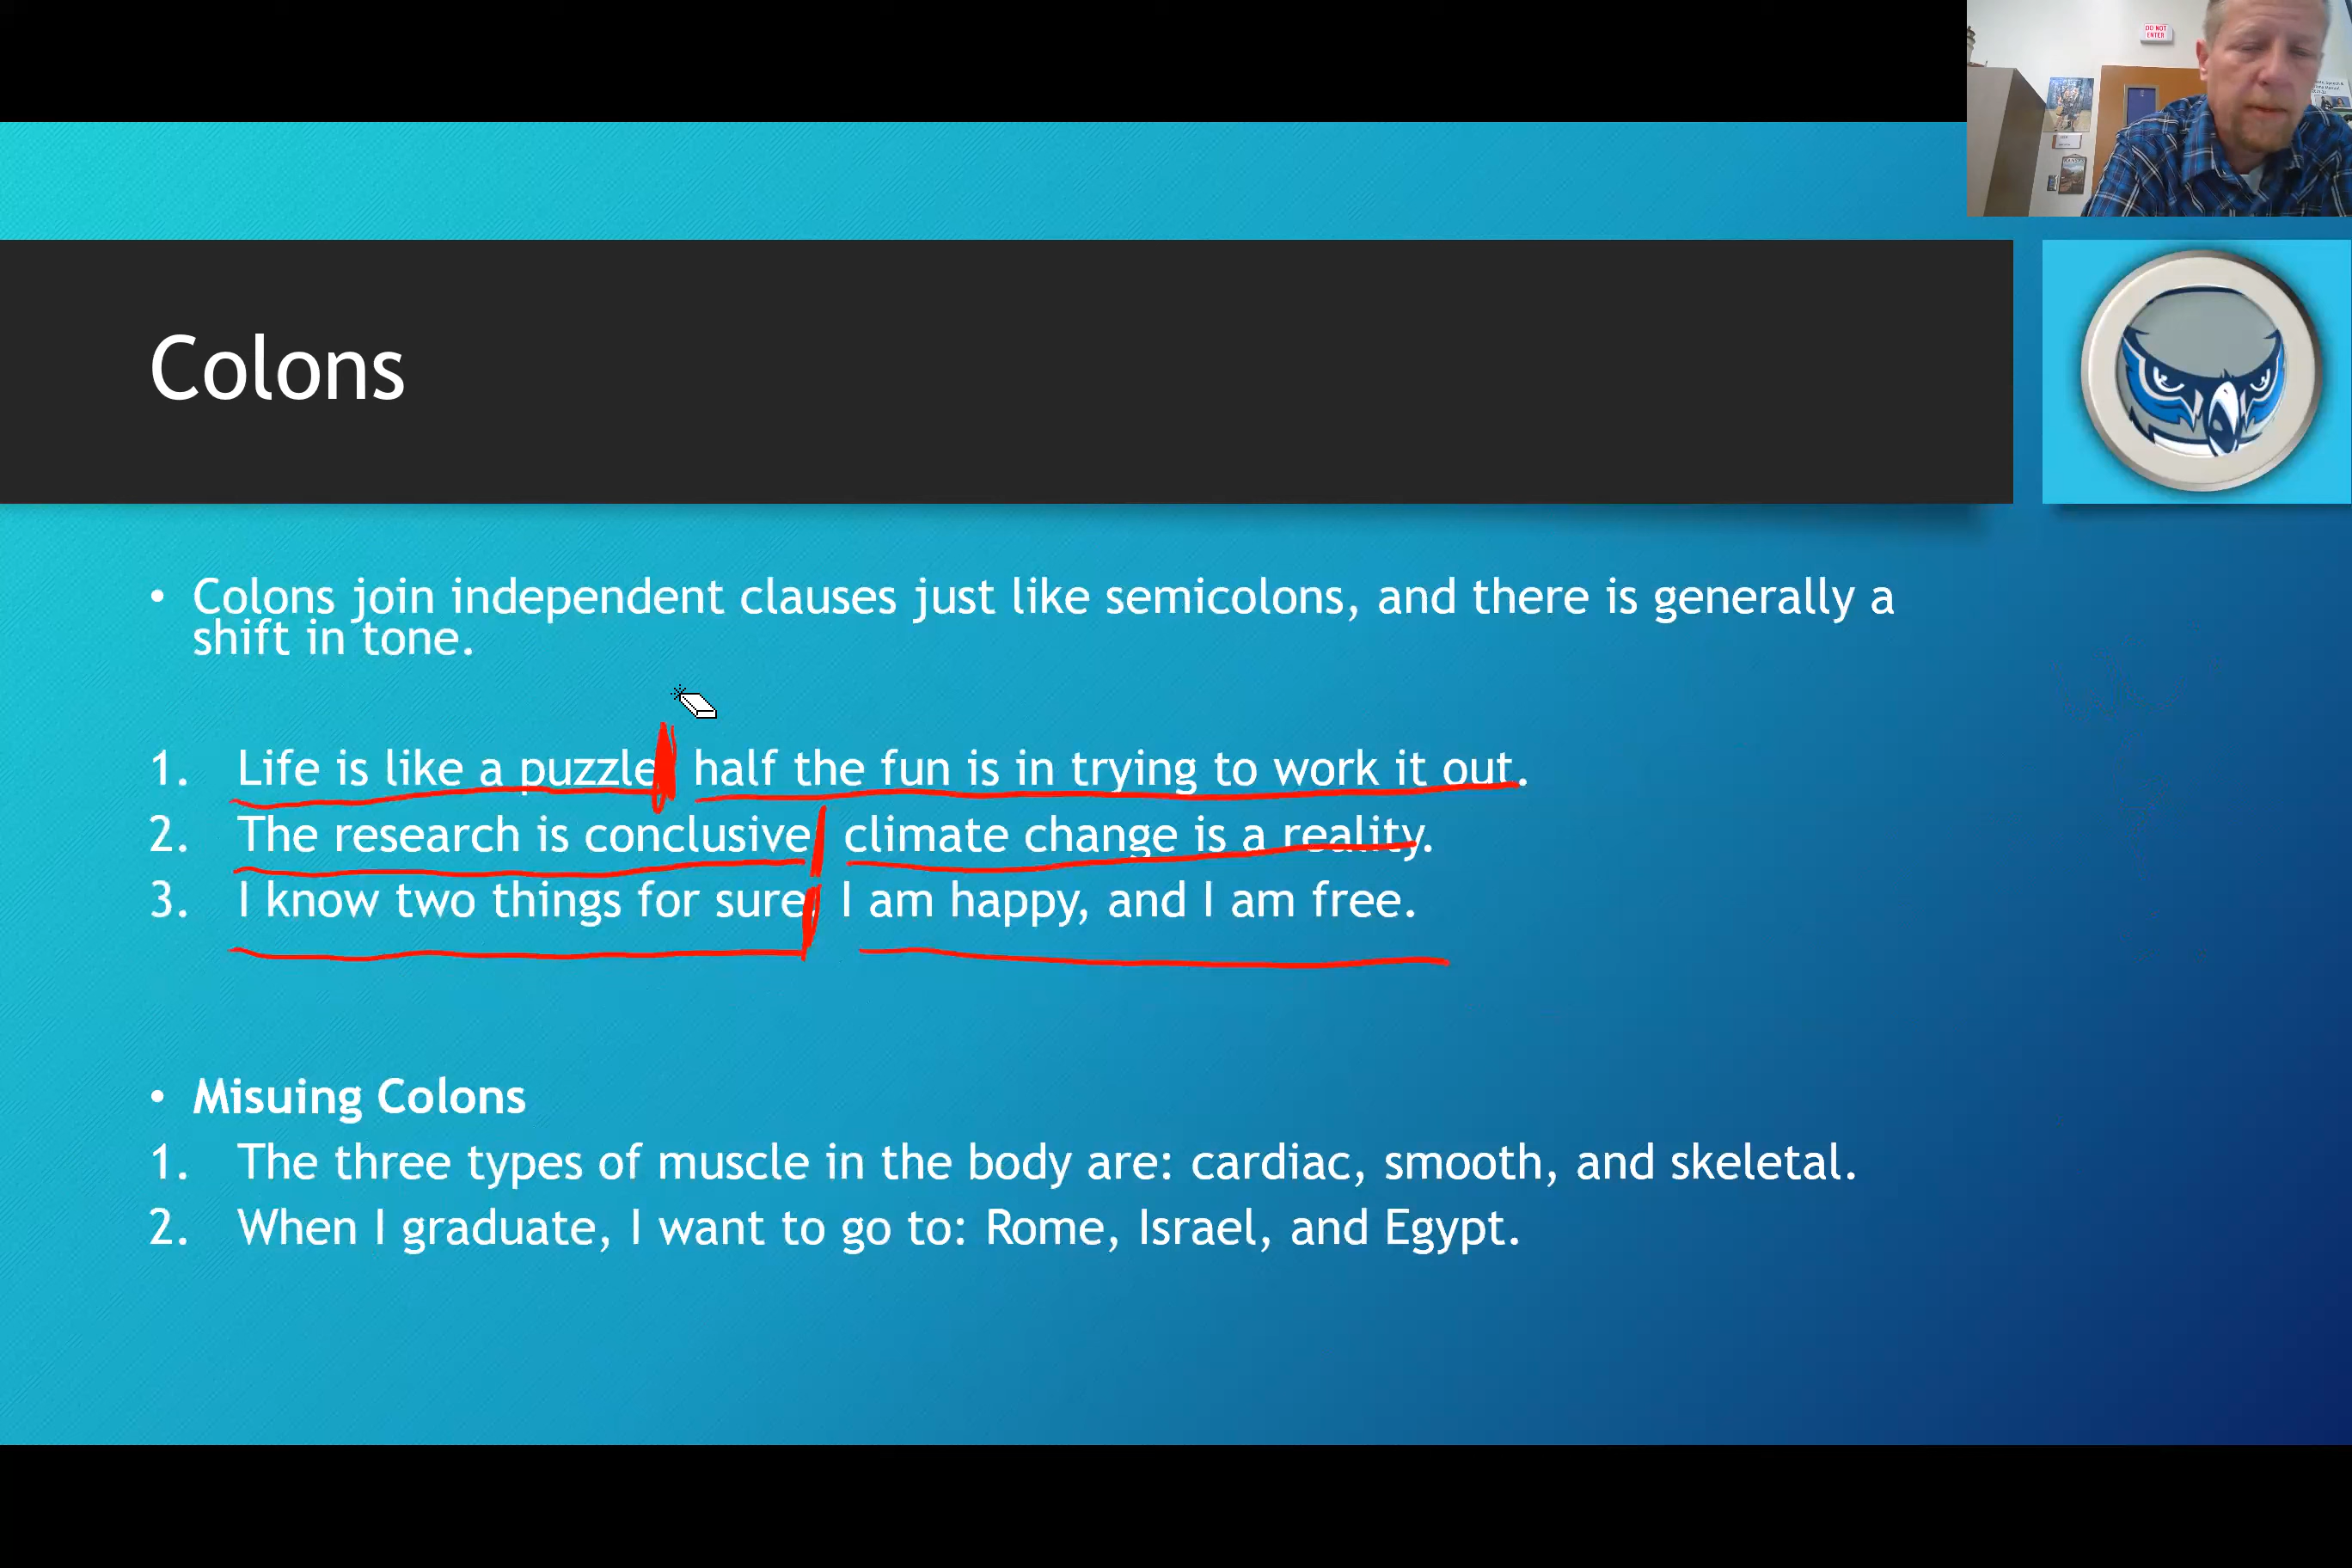 DO NOT
ENTER
Colons
• Colons join independent clauses just like semicolons, and there is generally a
shift in tone.
1. Life is like a puzzle half the fun is in trying to work it out.
2. The research is conclusive climate change is a reality.
3. I know two things for sure I am happy, and I am free.
• Misuing Colons
1. The three types of muscle in the body are: cardiac, smooth, and skeletal.
2. When I graduate, I want to go to: Rome, Israel, and Egypt.